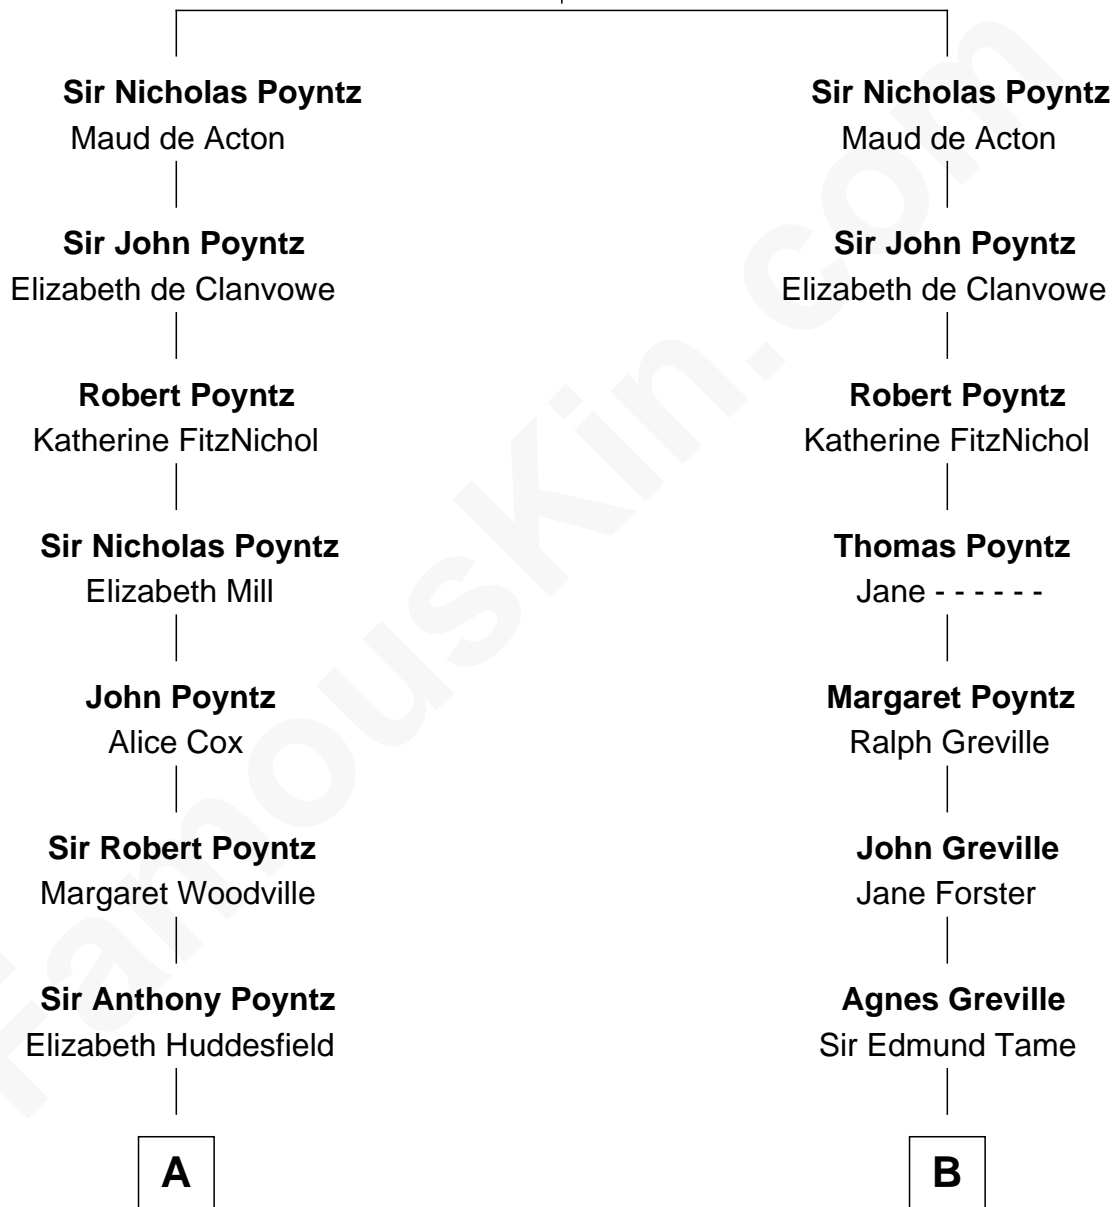 Sir Nicholas Poyntz
Maud de Acton
Sir John Poyntz
Elizabeth de Clanvowe
Robert Poyntz
Katherine FitzNichol
Sir Nicholas Poyntz
Elizabeth Mill
John Poyntz
Alice Cox
Sir Robert Poyntz
Margaret Woodville
Sir Anthony Poyntz
Elizabeth Huddesfield
A
Sir Nicholas Poyntz
Maud de Acton
Sir John Poyntz
Elizabeth de Clanvowe
Robert Poyntz
Katherine FitzNichol
Thomas Poyntz
Jane - - - - - -
Margaret Poyntz
Ralph Greville
John Greville
Jane Forster
Agnes Greville
Sir Edmund Tame
B
FamousKin.com